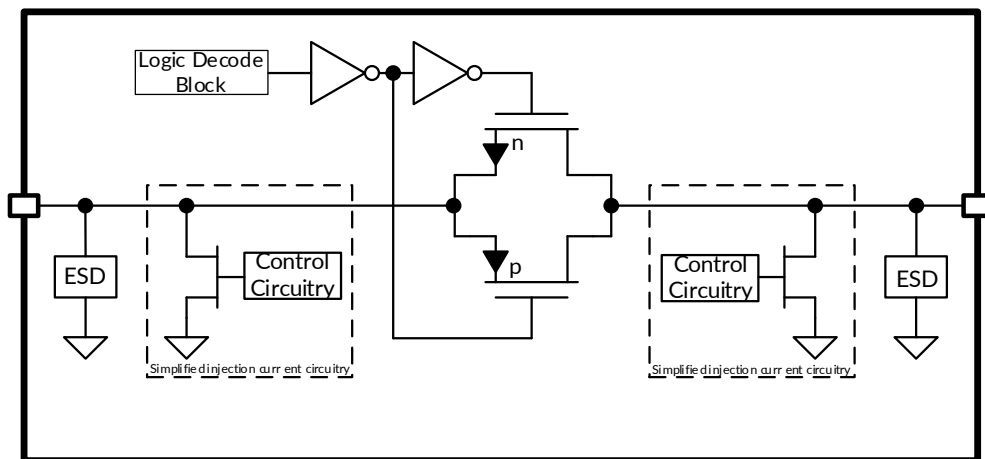 Logic Decode
Block
n
p
ESD
Control
Circuitry
Simplified injection current circuitry
Control
Circuitry
ESD
Simplified injection current circuitry